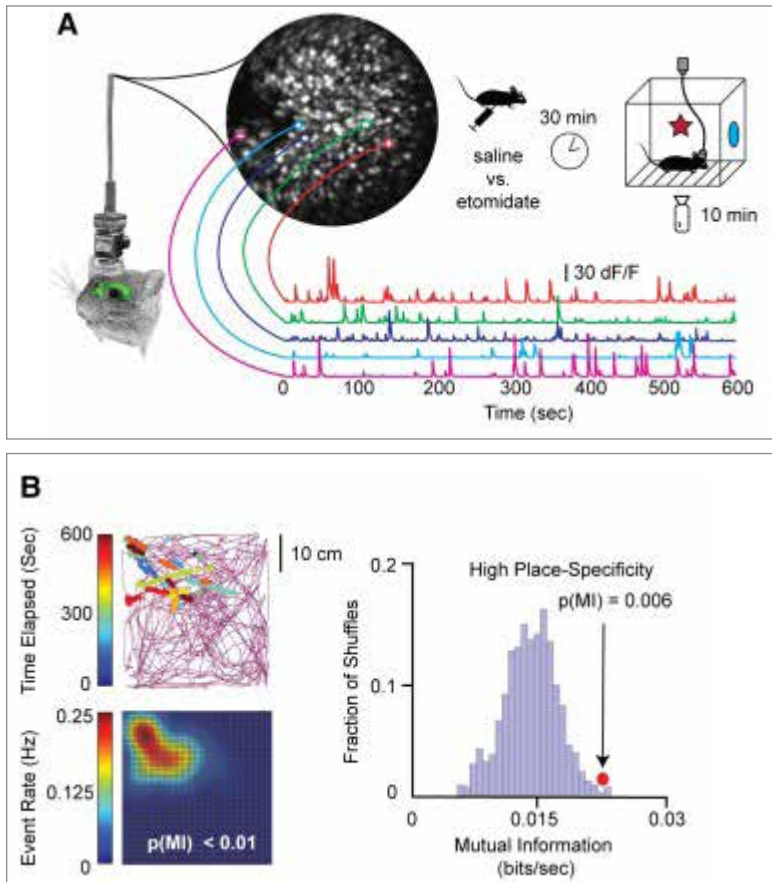 A
30 min
saline
vs.
etomidate
10 min
30 dF/F
0 100 200 300 400 500 600
Time (sec)
B
Time Elapsed (Sec)
600
300
0
10 cm
Event Rate (Hz)
0.25
0.125
0
p(MI) < 0.01
High Place-Specificity
p(MI) = 0.006
Fraction of Shuffles
0.2
0.1
0
0 0.015 0.03
Mutual Information
(bits/sec)